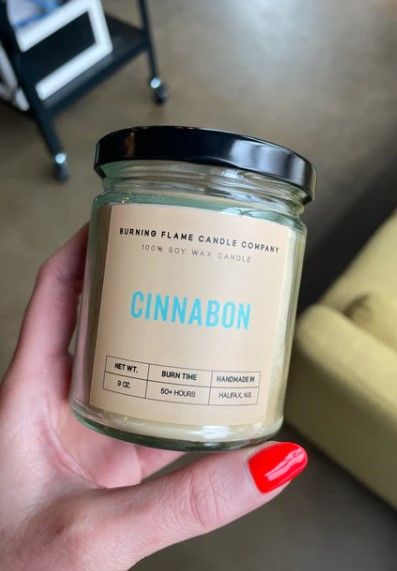 BURNING FLAME CANDLE COMPANY
100% SOY WAX CANDLE
CINNABON
NET WT. BURN TIME HANDMADE IN
9 OZ. 50+ HOURS HALIFAX, N.S.